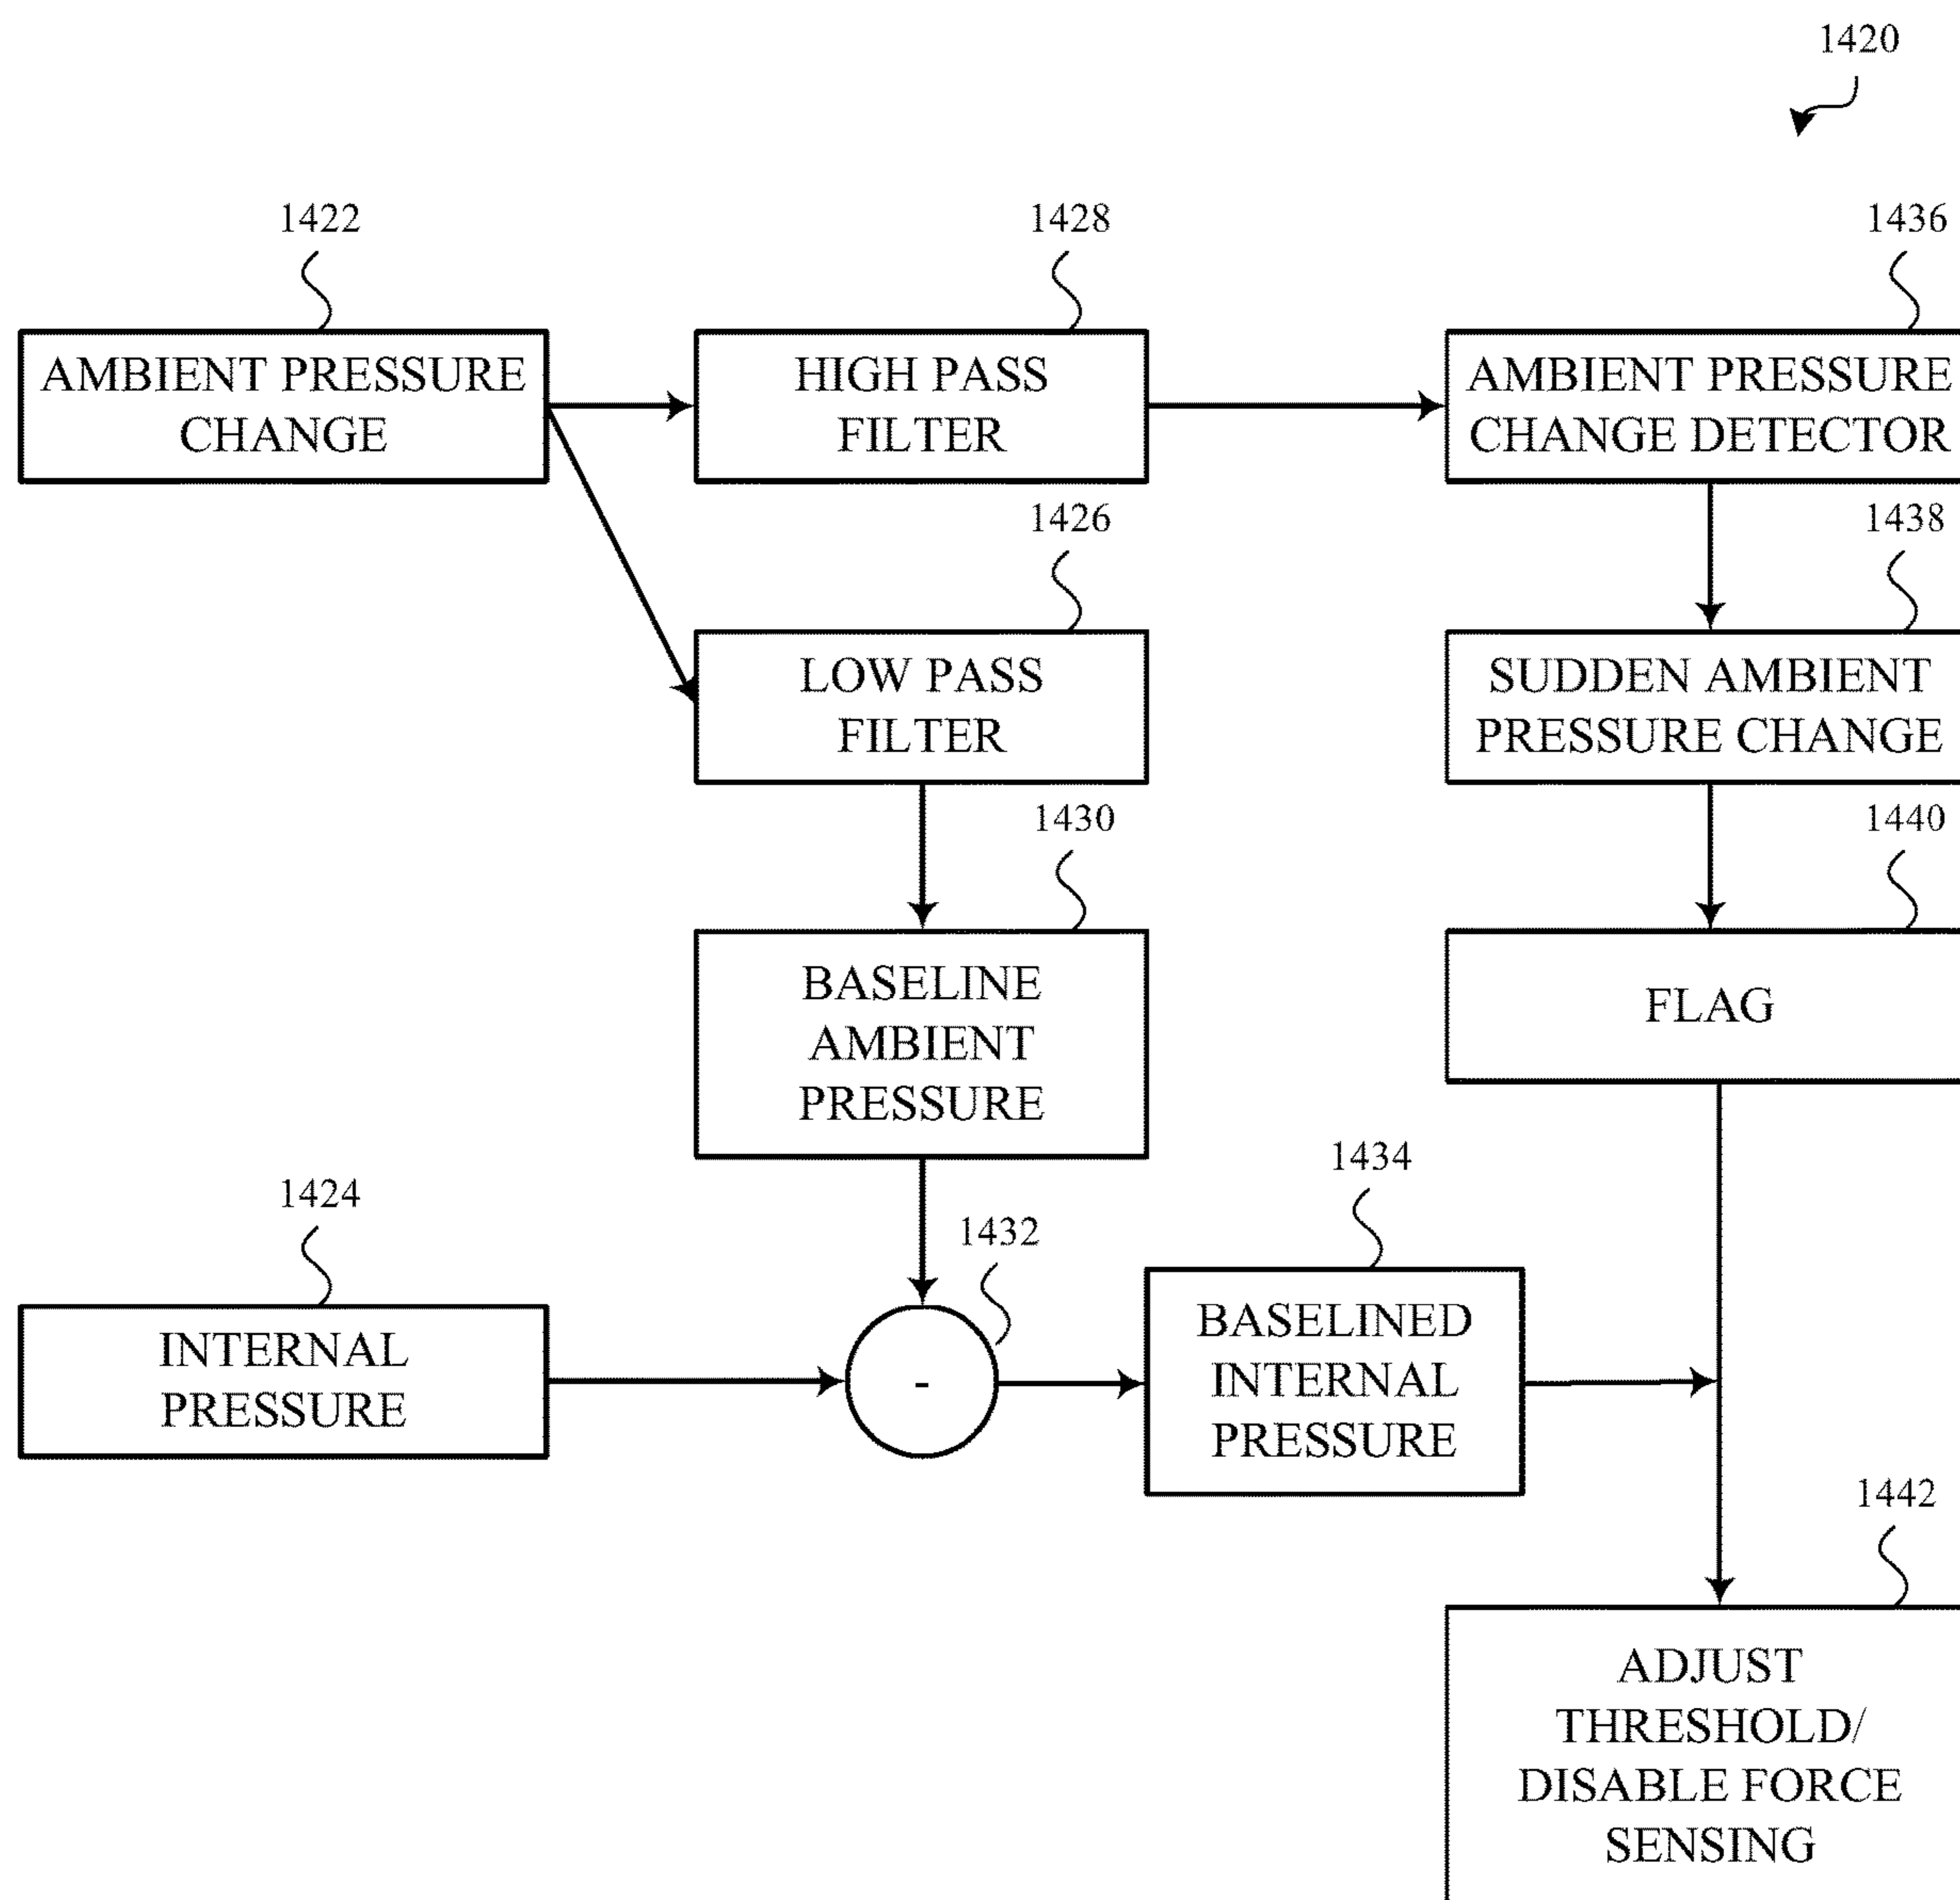 1420
1422
1428
1436
AMBIENT PRESSURE
CHANGE
HIGH PASS
FILTER
AMBIENT PRESSURE
CHANGE DETECTOR
1426
1438
LOW PASS
FILTER
SUDDEN AMBIENT
PRESSURE CHANGE
1430
1440
BASELINE
AMBIENT
PRESSURE
FLAG
1424
1432
1434
INTERNAL
PRESSURE
-
BASELINED
INTERNAL
PRESSURE
1442
ADJUST
THRESHOLD/
DISABLE FORCE
SENSING